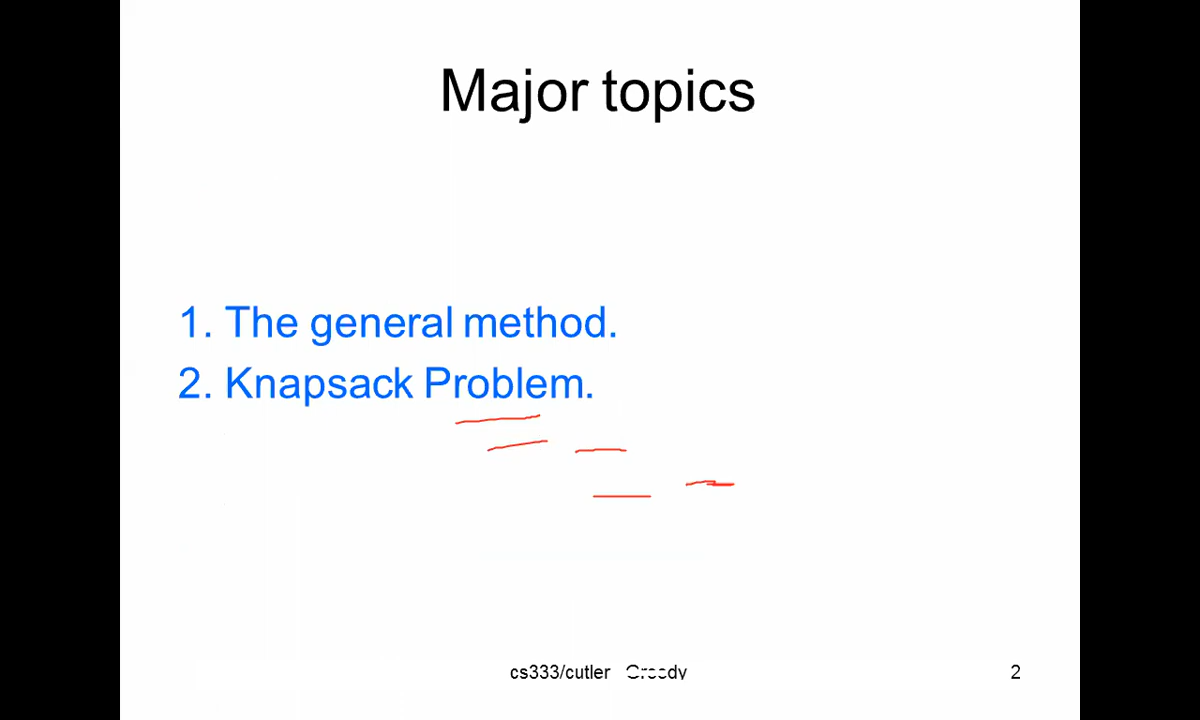 Major topics
1. The general method.
2. Knapsack Problem.
cs333/cutler Greedy 2